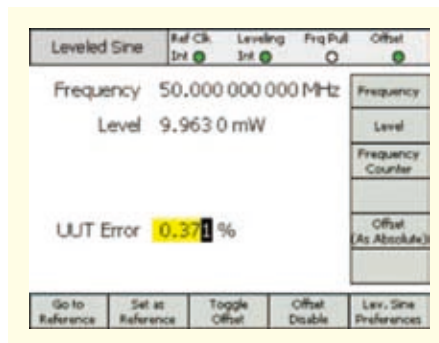 Leveled Sine
Ref Clk Leveling Frq Pull Offset
Int Int
Frequency 50.000 000 000 MHz
Level 9.963 0 mW
UUT Error 0.371 %
Frequency
Level
Frequency
Counter
Offset
(As Absolute)
Go to
Reference
Set as
Reference
Toggle
Offset
Offset
Disable
Lev. Sine
Preferences